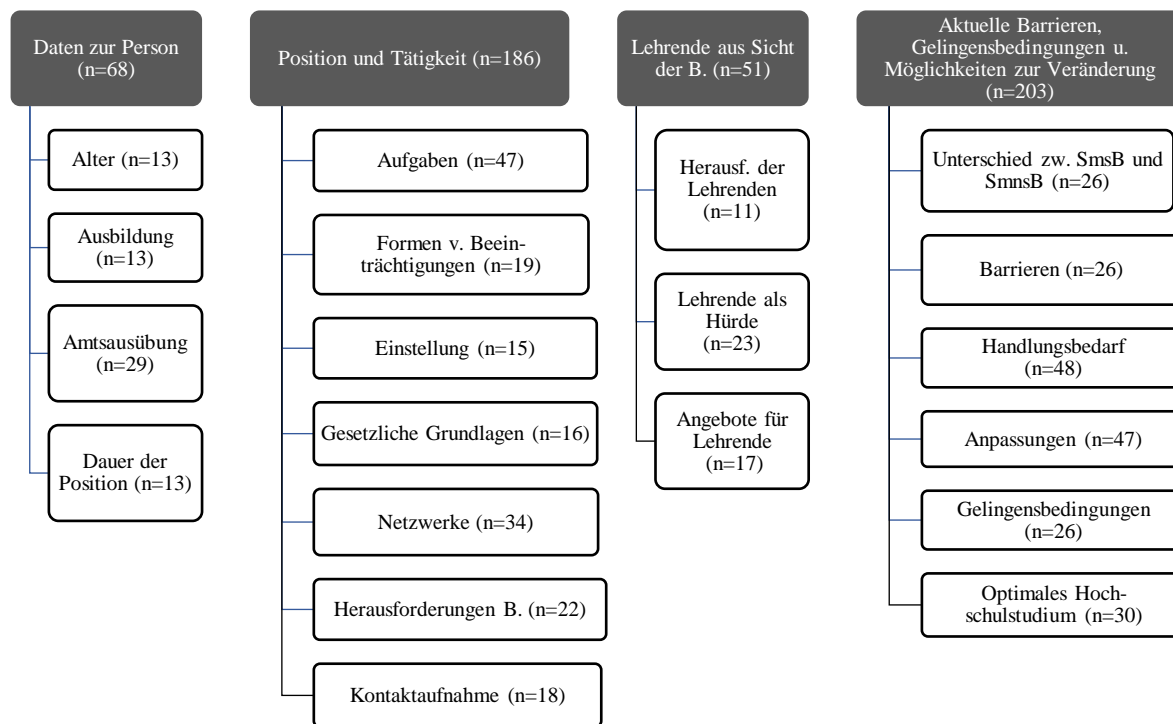 Daten zur Person
(n=68)
Alter (n=13)
Ausbildung
(n=13)
Amtsausübung
(n=29)
Dauer der
Position (n=13)
Position und Tätigkeit (n=186)
Aufgaben (n=47)
Formen v. Beein-
trächtigungen (n=19)
Einstellung (n=15)
Gesetzliche Grundlagen (n=16)
Netzwerke (n=34)
Herausforderungen B. (n=22)
Kontaktaufnahme (n=18)
Lehrende aus Sicht
der B. (n=51)
Herausf. der
Lehrenden
(n=11)
Lehrende als
Hürde
(n=23)
Angebote für
Lehrende
(n=17)
Aktuelle Barrieren,
Gelingensbedingungen u.
Möglichkeiten zur Veränderung
(n=203)
Unterschied zw. SmsB und
SmnsB (n=26)
Barrieren (n=26)
Handlungsbedarf
(n=48)
Anpassungen (n=47)
Gelingensbedingungen
(n=26)
Optimales Hoch-
schulstudium (n=30)